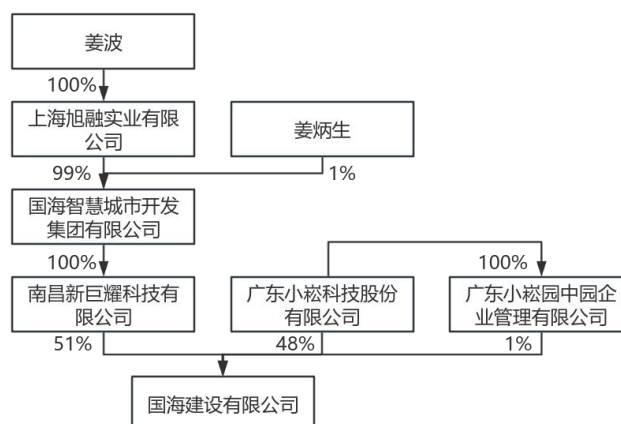 姜波
100%
上海旭融实业有限
公司
姜炳生
99%
1%
国海智慧城市开发
集团有限公司
100%
100%
南昌新巨耀科技有
限公司
广东小崧科技股份
有限公司
广东小崧园中园企
业管理有限公司
51%
48%
1%
国海建设有限公司